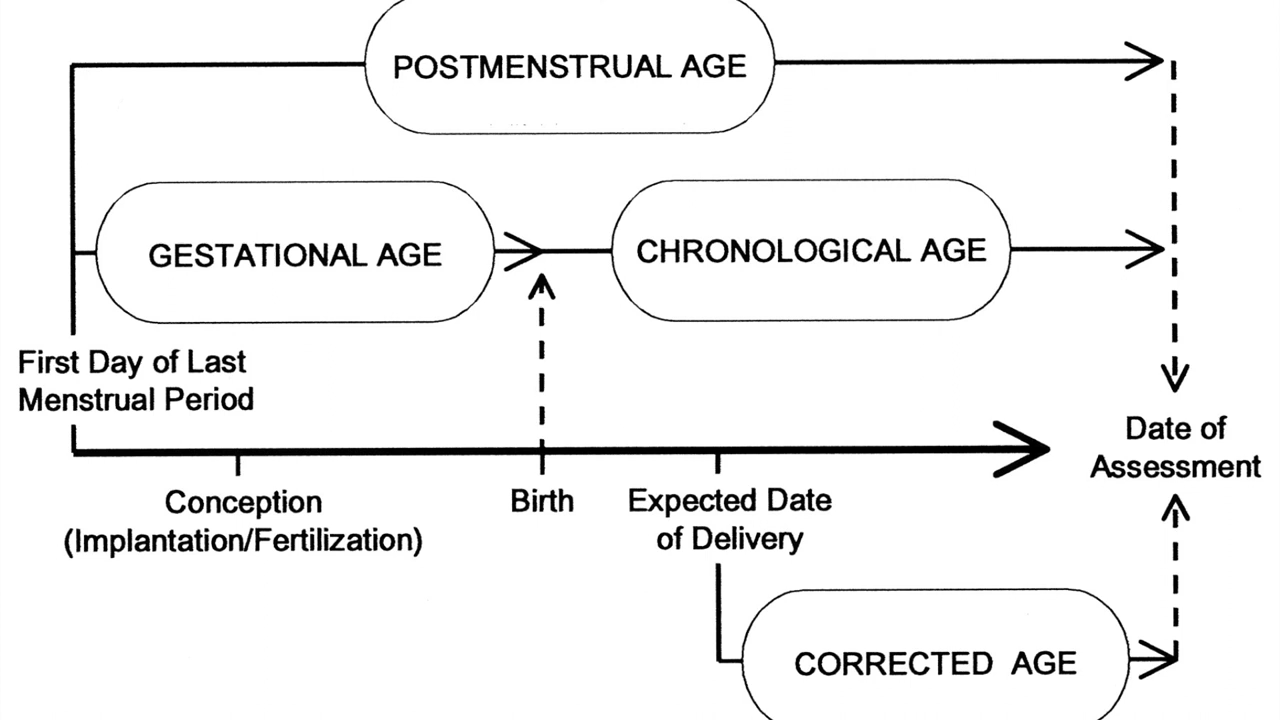 POSTMENSTRUAL AGE
GESTATIONAL AGE
CHRONOLOGICAL AGE
First Day of Last
Menstrual Period
Date of
Assessment
Conception
(Implantation/Fertilization)
Birth
Expected Date
of Delivery
CORRECTED AGE